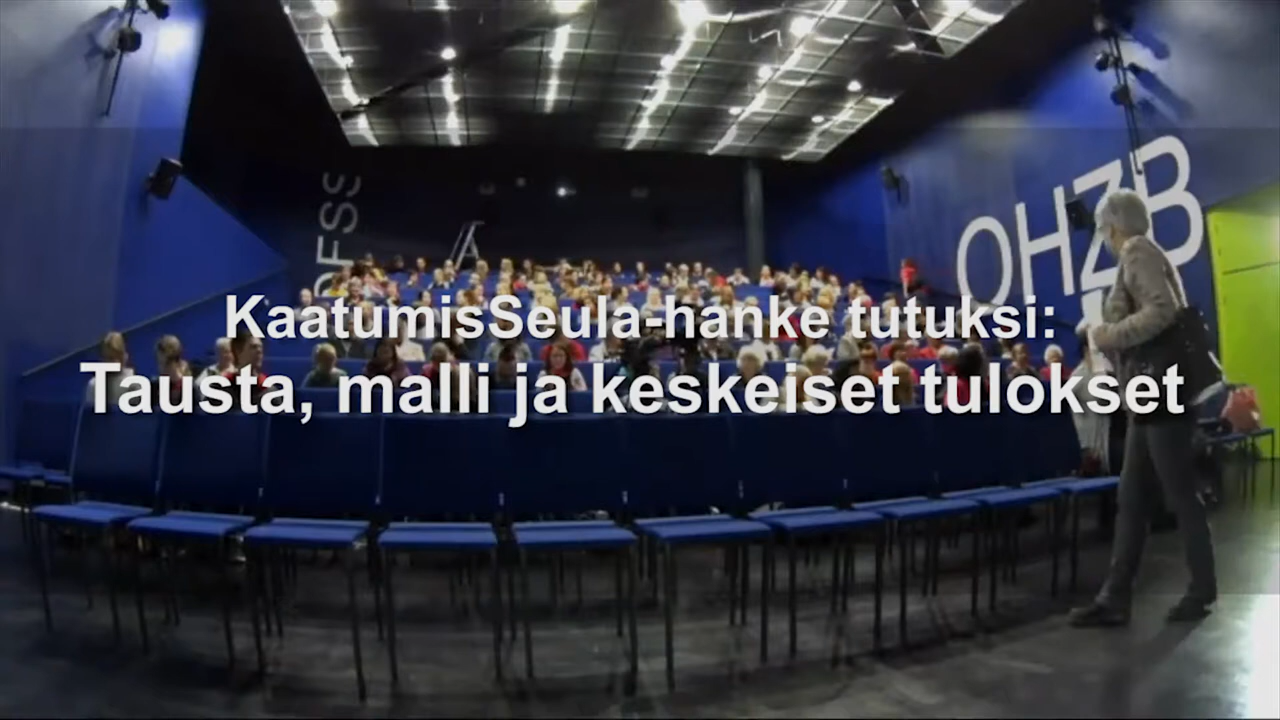 OHZB
KaatumisSeula-hanke tutuksi:
Tausta, malli ja keskeiset tulokset